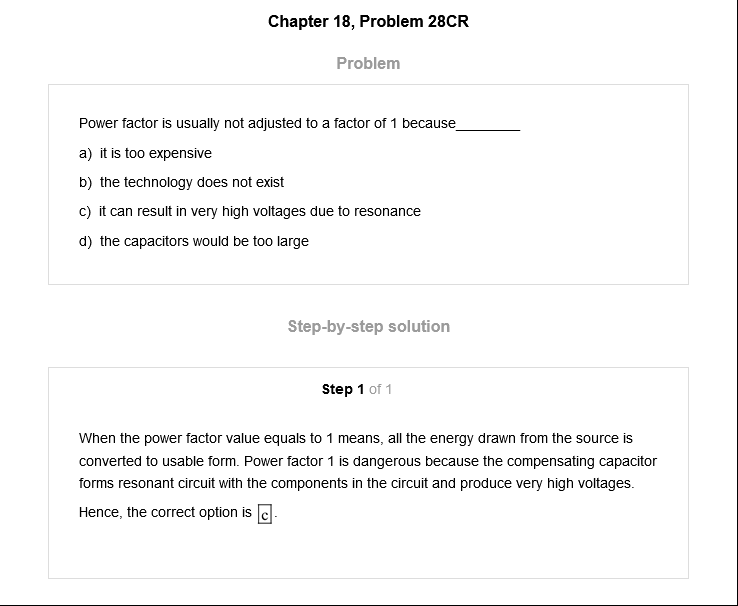 Chapter 18, Problem 28CR
Problem
Power factor is usually not adjusted to a factor of 1 because________
a) it is too expensive
b) the technology does not exist
c) it can result in very high voltages due to resonance
d) the capacitors would be too large
Step-by-step solution
Step 1 of 1
When the power factor value equals to 1 means, all the energy drawn from the source is
converted to usable form. Power factor 1 is dangerous because the compensating capacitor
forms resonant circuit with the components in the circuit and produce very high voltages.
Hence, the correct option is c.